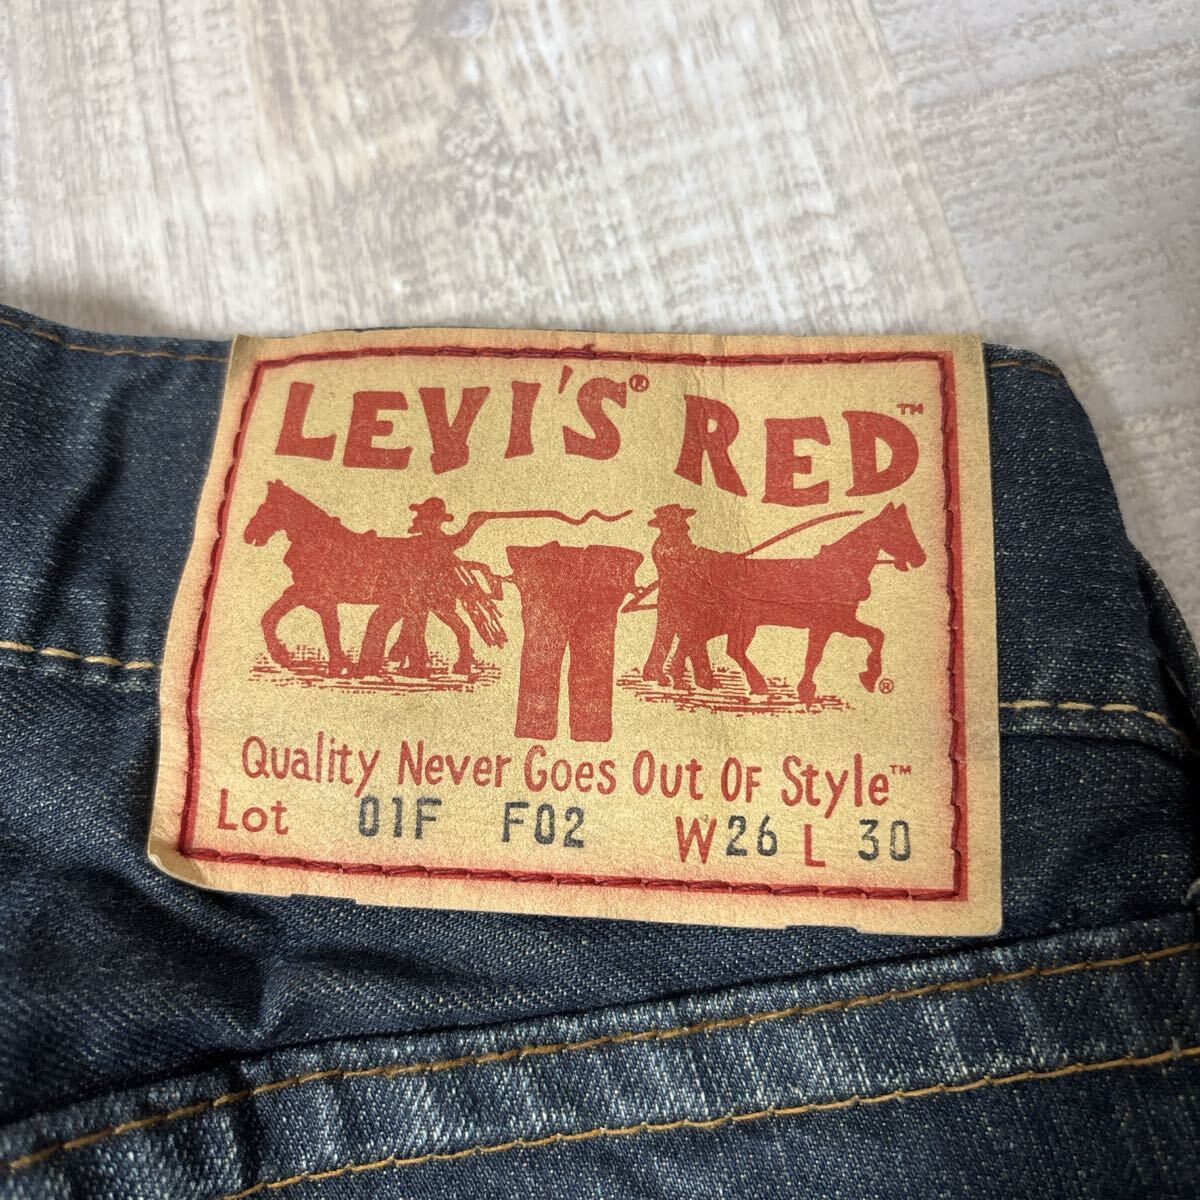 LEVI'S® RED™
®
Quality Never Goes Out Of Style™
Lot 01F F02 W26 L 30